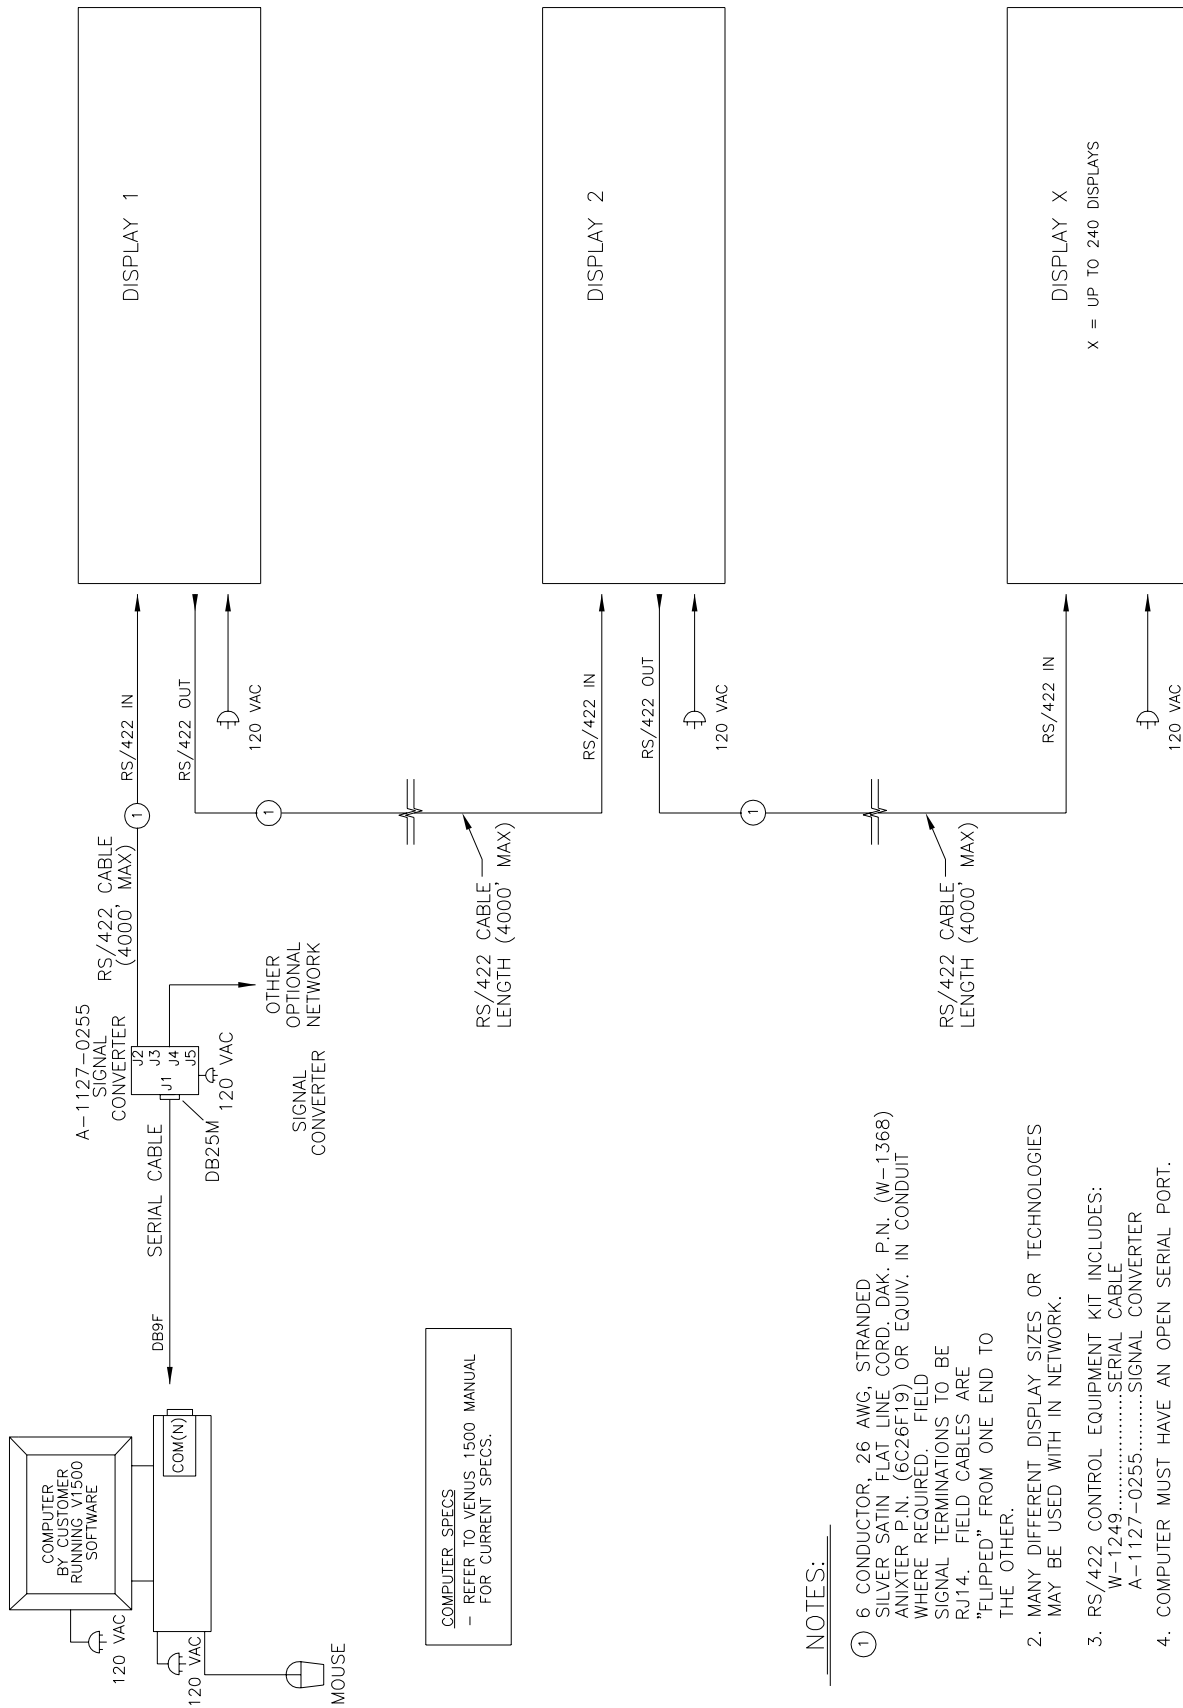 COMPUTER
BY CUSTOMER
RUNNING V1500
SOFTWARE
120 VAC
COM(N)
120 VAC
MOUSE
DB9F
SERIAL CABLE
A-1127-0255
SIGNAL
CONVERTER
J1
J2
J3
J4
J5
DB25M
120 VAC
OTHER
OPTIONAL
NETWORK
SIGNAL
CONVERTER
RS/422 CABLE
(4000' MAX)
1
RS/422 IN
RS/422 OUT
120 VAC
DISPLAY 1
1
RS/422 CABLE
LENGTH (4000' MAX)
RS/422 IN
RS/422 OUT
120 VAC
DISPLAY 2
1
RS/422 CABLE
LENGTH (4000' MAX)
RS/422 IN
120 VAC
DISPLAY X
X = UP TO 240 DISPLAYS
COMPUTER SPECS
- REFER TO VENUS 1500 MANUAL
FOR CURRENT SPECS.
NOTES:
1 6 CONDUCTOR, 26 AWG, STRANDED
SILVER SATIN FLAT LINE CORD. DAK. P.N. (W-1368)
ANIXTER P.N. (6C26F19) OR EQUIV. IN CONDUIT
WHERE REQUIRED. FIELD
SIGNAL TERMINATIONS TO BE
RJ14. FIELD CABLES ARE
"FLIPPED" FROM ONE END TO
THE OTHER.
2. MANY DIFFERENT DISPLAY SIZES OR TECHNOLOGIES
MAY BE USED WITH IN NETWORK.
3. RS/422 CONTROL EQUIPMENT KIT INCLUDES:
W-1249....................SERIAL CABLE
A-1127-0255..........SIGNAL CONVERTER
4. COMPUTER MUST HAVE AN OPEN SERIAL PORT.